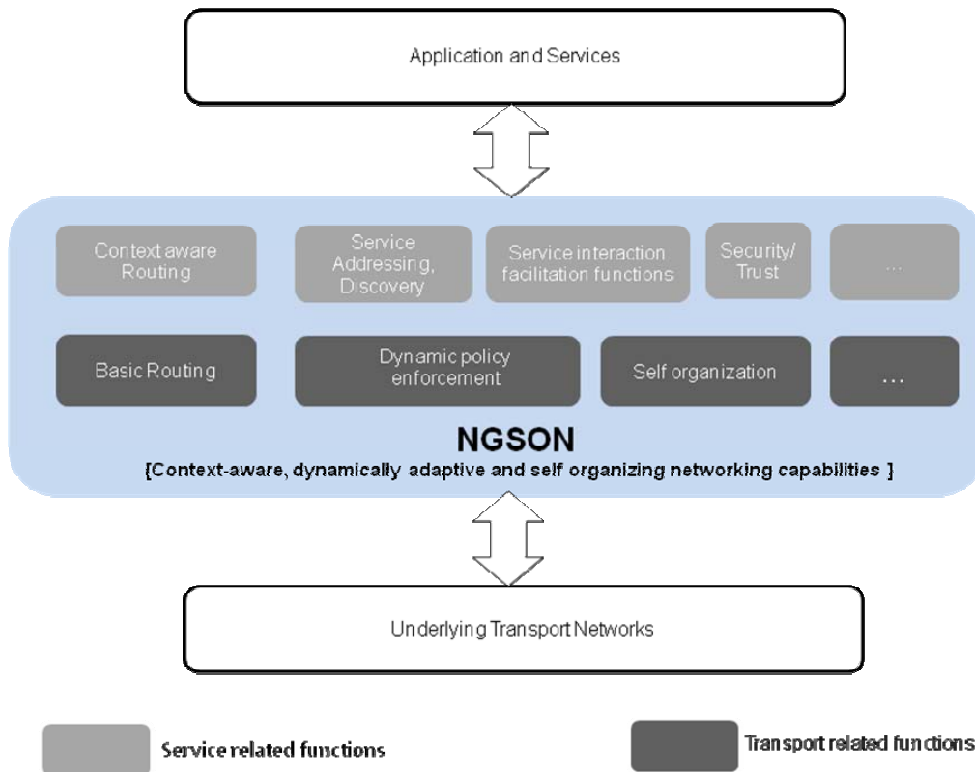 Application and Services
Context aware
Routing
Service
Addressing,
Discovery
Service interaction
facilitation functions
Security/
Trust
...
Basic Routing
Dynamic policy
enforcement
Self organization
...
NGSON
[Context-aware, dynamically adaptive and self organizing networking capabilities ]
Underlying Transport Networks
Service related functions
Transport related functions